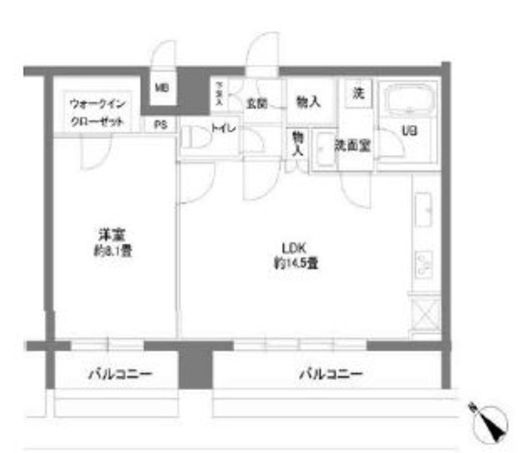 MB
下足入
玄関
物入
洗
UB
ウォークイン
クローゼット
PS
トイレ
物入
洗面室
洋室
約8.1畳
LDK
約14.5畳
バルコニー
バルコニー
N